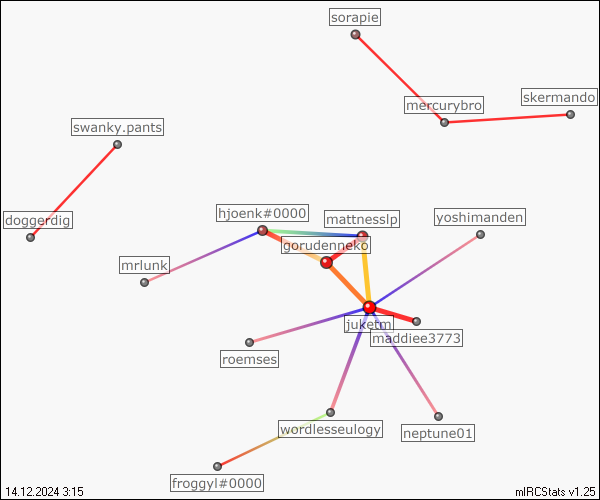 sorapie
skermando
mercurybro
swanky.pants
doggerdig
hjoenk#0000
mattnesslp
yoshimanden
gorudenneko
mrlunk
juketm
maddiee3773
roemses
wordlesseulogy
neptune01
froggyl#0000
14.12.2024 3:15
mIRCStats v1.25